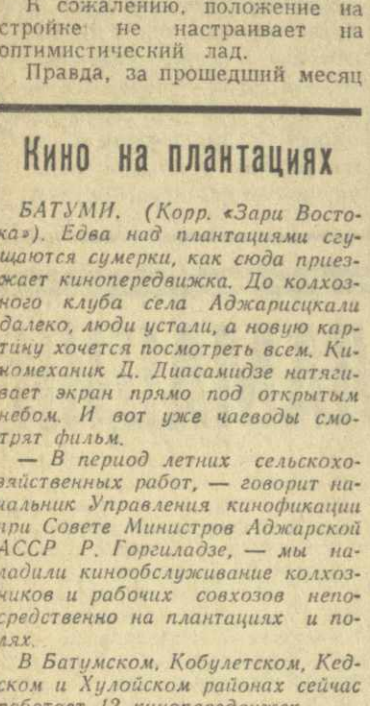 К сожалению, положение на
стройке не настраивает на
оптимистический лад.
Правда, за прошедший месяц
Кино на плантациях
БАТУМИ. (Корр. «Зари Восто-
ка»). Едва над плантациями сгу-
щаются сумерки, как сюда приез-
жает кинопередвижка. До колхоз-
ного клуба села Аджарисцкали
далеко, люди устали, а новую кар-
тину хочется посмотреть всем. Ки-
номеханик Д. Диасамидзе натяги-
вает экран прямо под открытым
небом. И вот уже чаеводы смо-
трят фильм.
— В период летних сельскохо-
зяйственных работ, — говорит на-
чальник Управления кинофикации
при Совете Министров Аджарской
АССР Р. Горгиладзе, — мы на-
ладили кинообслуживание колхоз-
ников и рабочих совхозов непо-
средственно на плантациях и по-
лях.
В Батумском, Кобулетском, Кед-
ском и Хулойском районах сейчас
работает 12 кинопередвижек